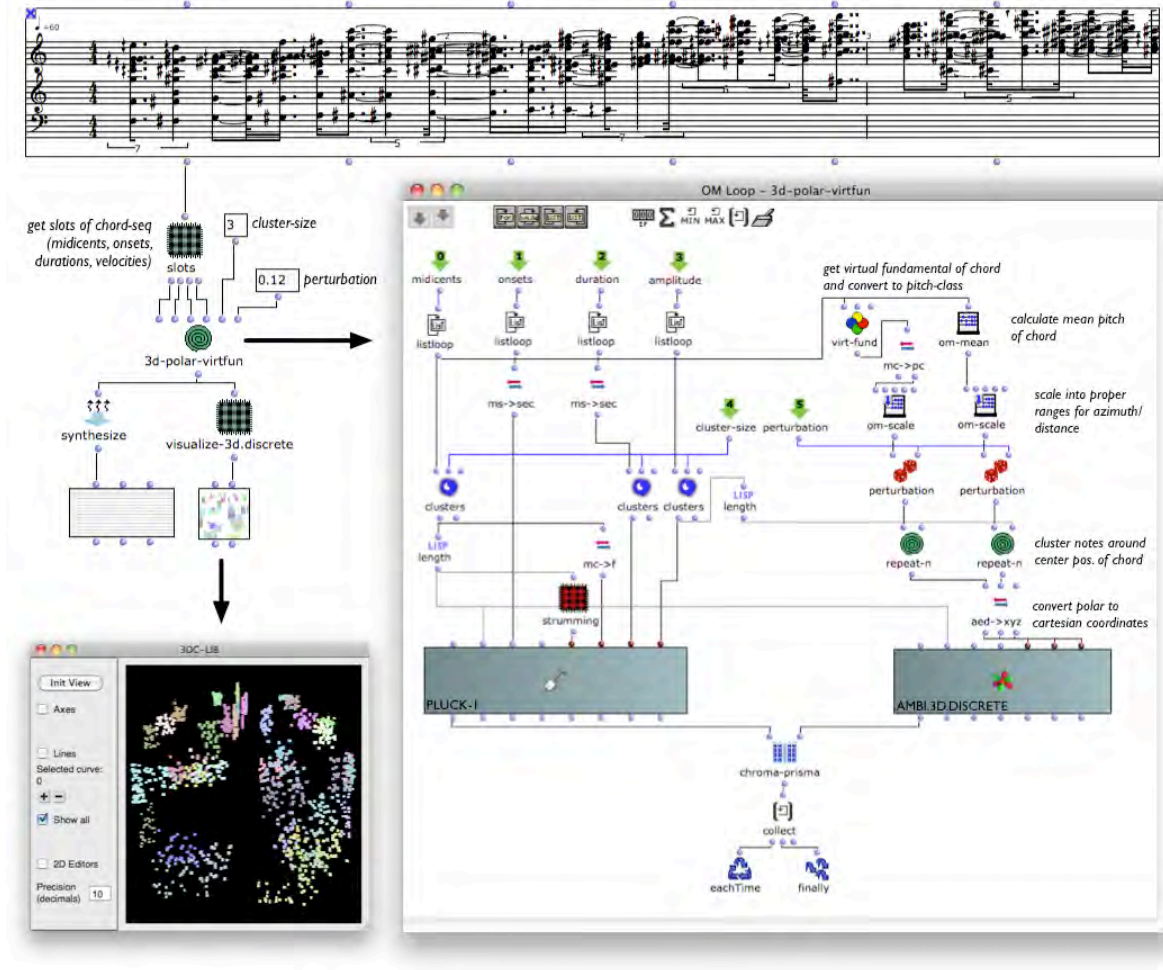 =60
7
5
7
6
5
3
get slots of chord-seq
(midicents, onsets,
durations, velocities)
slots
3
cluster-size
0.12
perturbation
3d-polar-virtfun
synthesize
visualize-3d.discrete
OM Loop - 3d-polar-virtfun
MIN MAX
0 1 2 3
midicents onsets duration amplitude
listloop listloop listloop listloop
get virtual fundamental of chord
and convert to pitch-class
virt-fund
mc->pc
om-mean
calculate mean pitch
of chord
ms->sec ms->sec
4 5
cluster-size perturbation
om-scale om-scale
scale into proper
ranges for azimuth/
distance
perturbation perturbation
clusters clusters clusters
LISP
length
LISP
length
mc->f
repeat-n repeat-n
cluster notes around
center pos. of chord
strumming
aed->xyz
convert polar to
cartesian coordinates
PLUCK-1
AMBI.3D.DISCRETE
chroma-prisma
collect
eachTime finally
3DC-LIB
Init View
Axes
Lines
Selected curve:
0
+ -
Show all
2D Editors
Precision
(decimals) 10